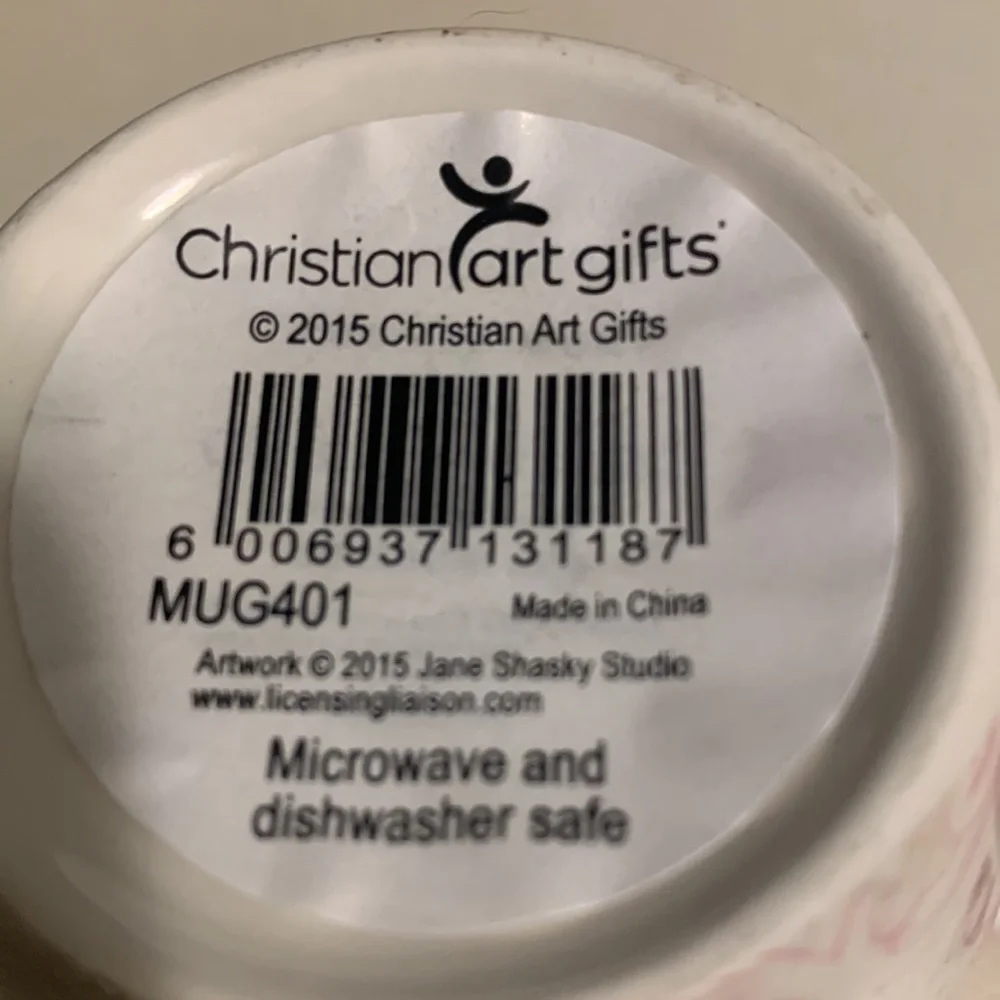 Christian art gifts®
© 2015 Christian Art Gifts
6 006937 131187
MUG401 Made in China
Artwork © 2015 Jane Shasky Studio
www.licensingliaison.com
Microwave and
dishwasher safe